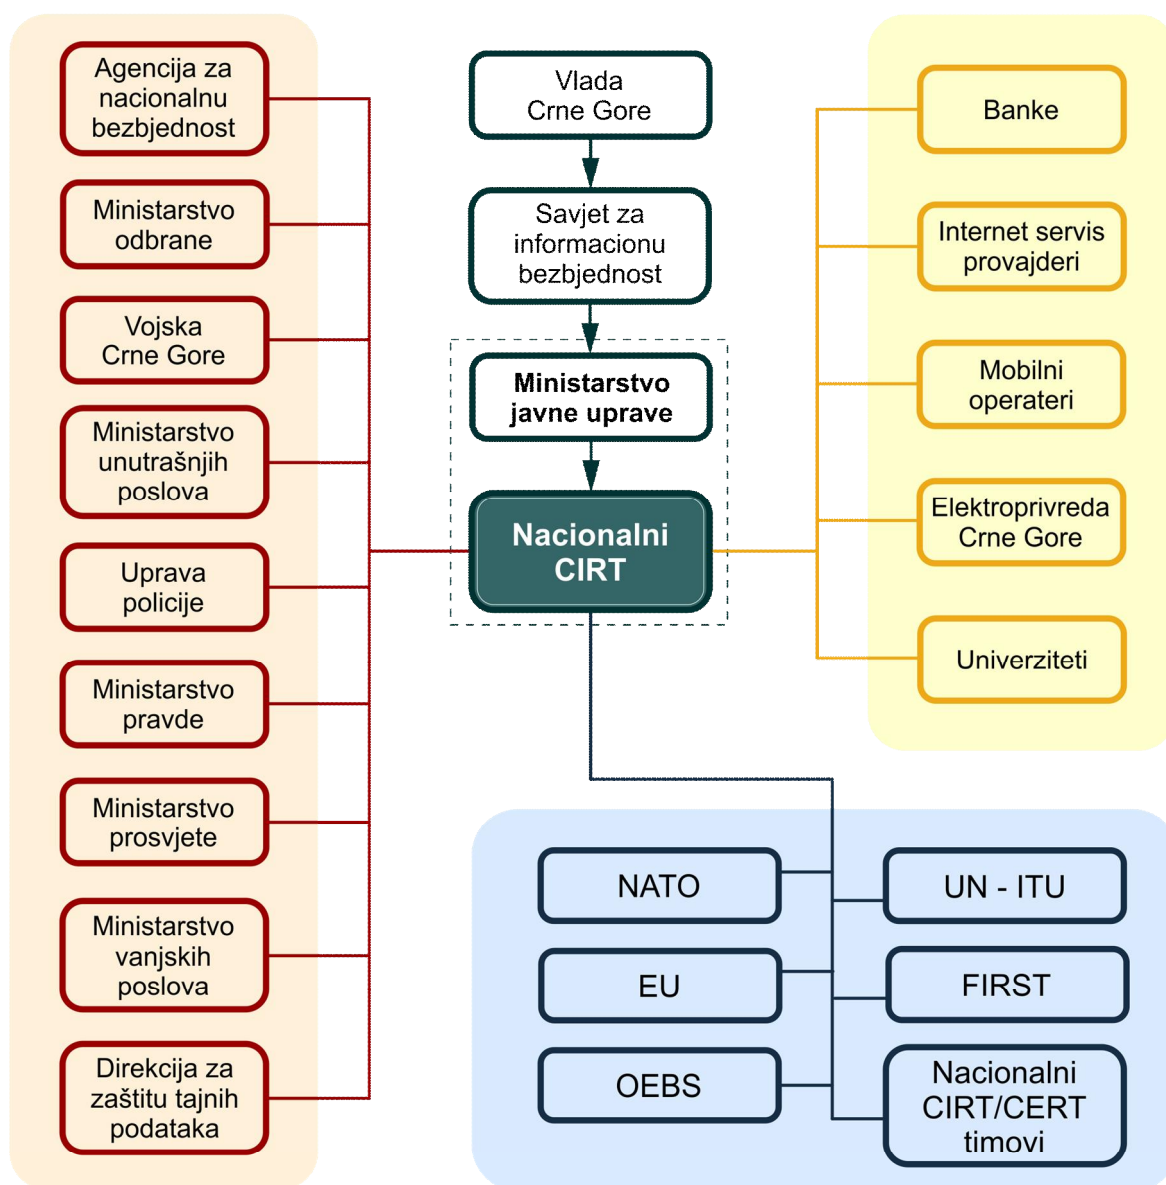 Agencija za
nacionalnu
bezbjednost
Ministarstvo
odbrane
Vojska
Crne Gore
Ministarstvo
unutrašnjih
poslova
Uprava
policije
Ministarstvo
pravde
Ministarstvo
prosvjete
Ministarstvo
vanjskih
poslova
Direkcija za
zaštitu tajnih
podataka
Vlada
Crne Gore
Savjet za
informacionu
bezbjednost
Ministarstvo
javne uprave
Nacionalni
CIRT
Banke
Internet servis
provajderi
Mobilni
operateri
Elektroprivreda
Crne Gore
Univerziteti
NATO
EU
OEBS
UN - ITU
FIRST
Nacionalni
CIRT/CERT
timovi